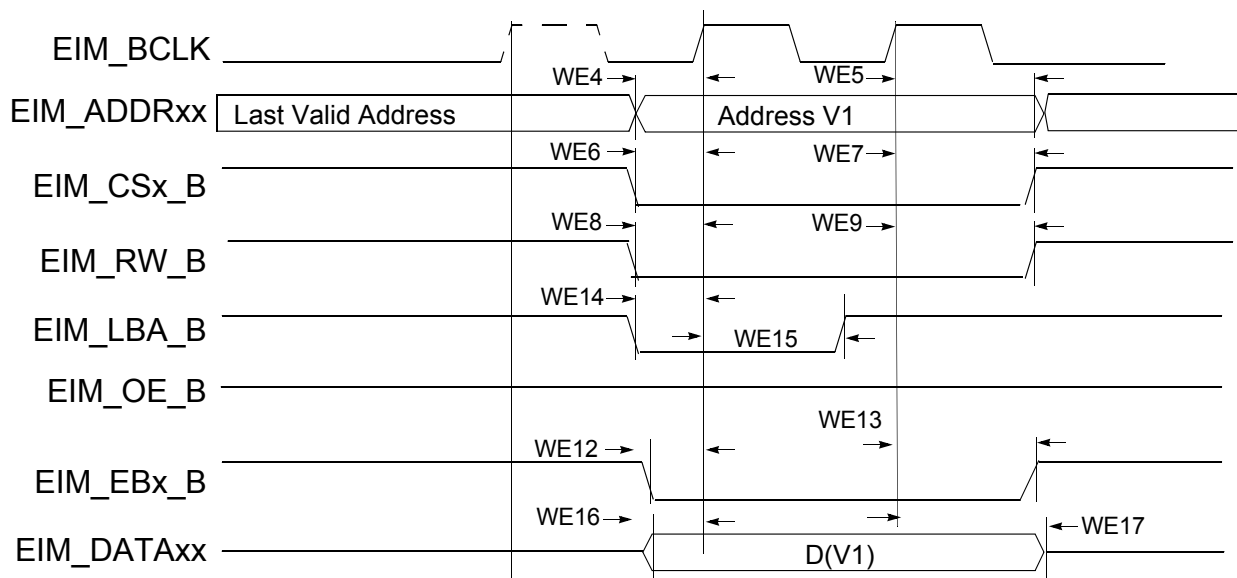 EIM_BCLK
WE4
WE5
EIM_ADDRxx
Last Valid Address
Address V1
WE6
WE7
EIM_CSx_B
WE8
WE9
EIM_RW_B
WE14
EIM_LBA_B
WE15
EIM_OE_B
WE13
WE12
EIM_EBx_B
WE16
WE17
EIM_DATAxx
D(V1)